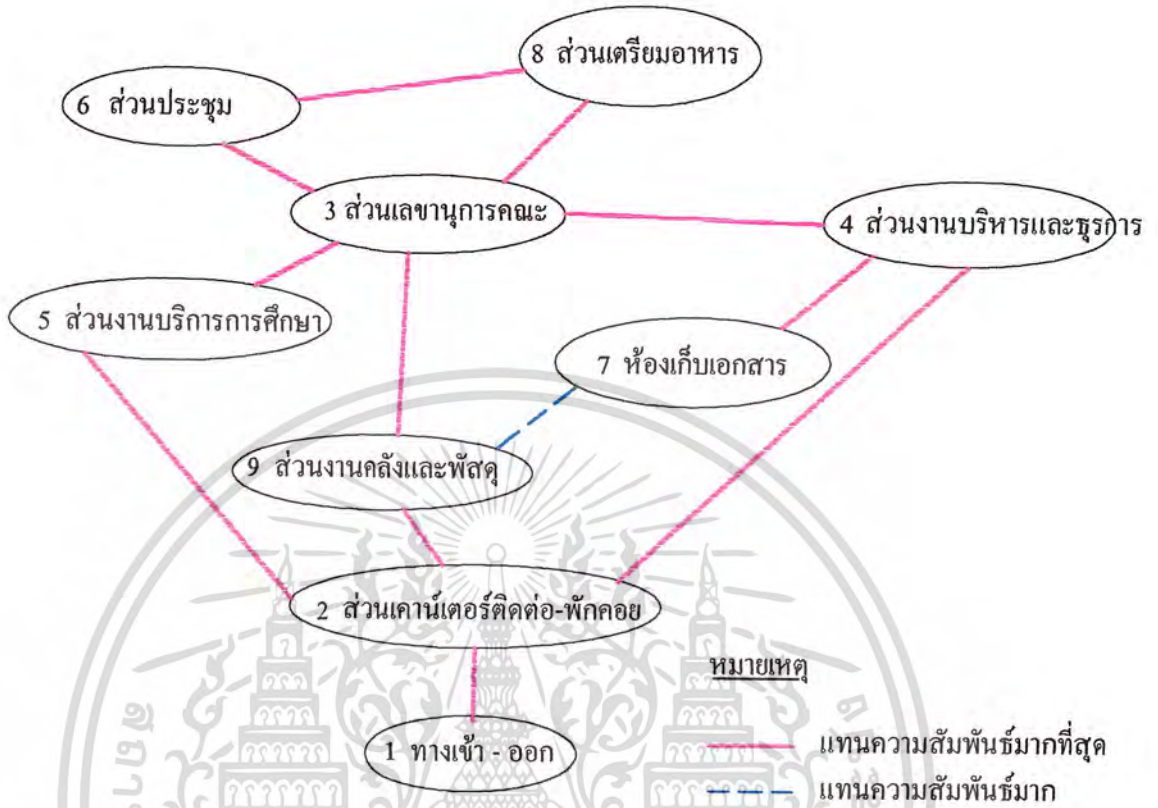 8 ส่วนเตรียมอาหาร
6 ส่วนประชุม
3 ส่วนเลขานุการคณะ
4 ส่วนงานบริหารและธุรการ
5 ส่วนงานบริการการศึกษา
7 ห้องเก็บเอกสาร
9 ส่วนงานคลังและพัสดุ
2 ส่วนเคาน์เตอร์ติดต่อ-พักคอย
1 ทางเข้า - ออก
หมายเหตุ
แทนความสัมพันธ์มากที่สุด
แทนความสัมพันธ์มาก